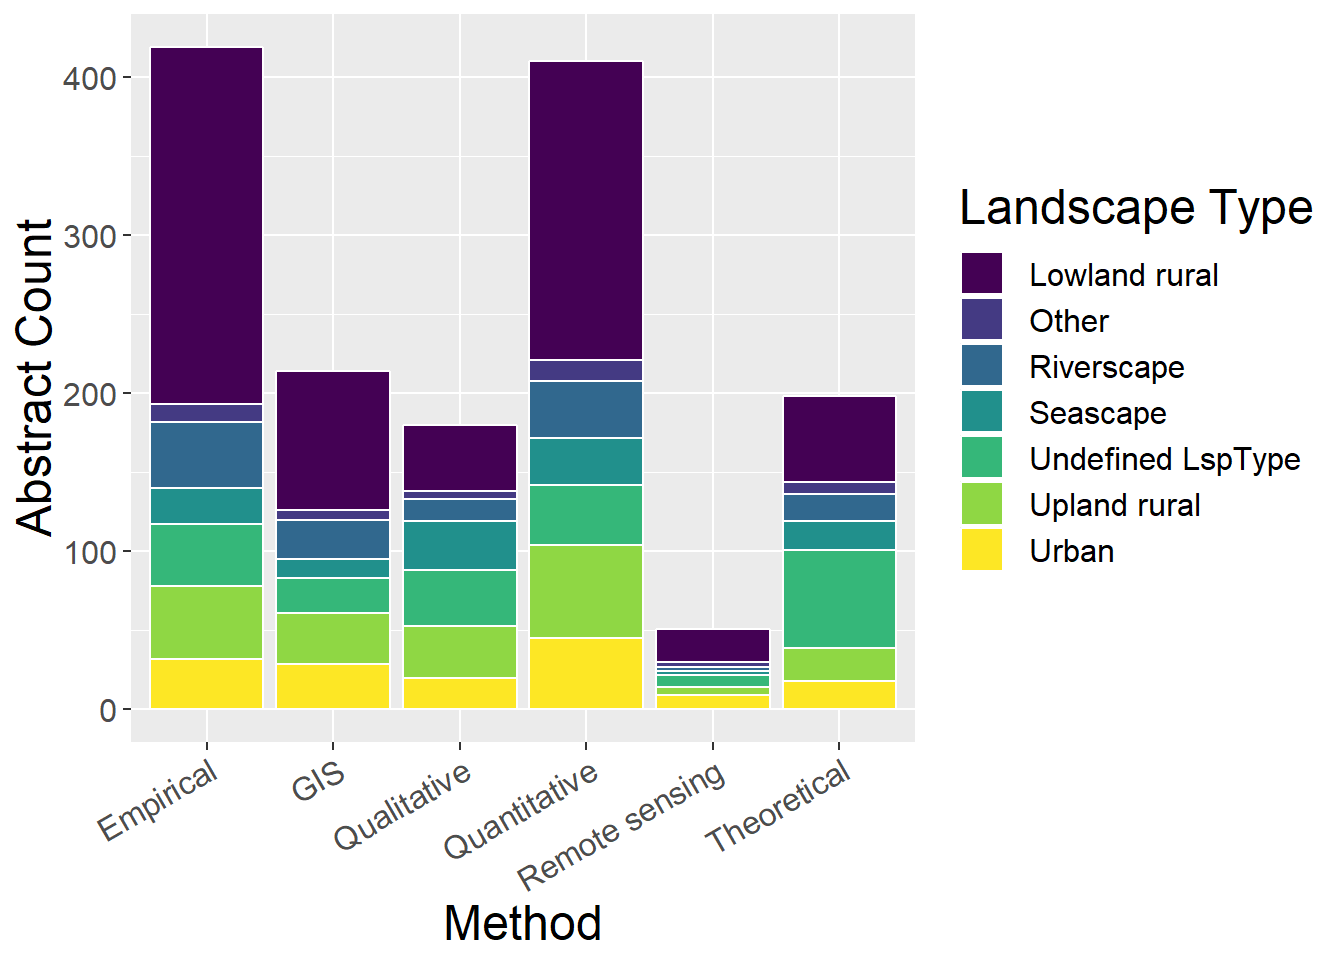 Abstract Count
400
300
200
100
0
Empirical
GIS
Qualitative
Quantitative
Remote sensing
Theoretical
Method
Landscape Type
Lowland rural
Other
Riverscape
Seascape
Undefined LspType
Upland rural
Urban